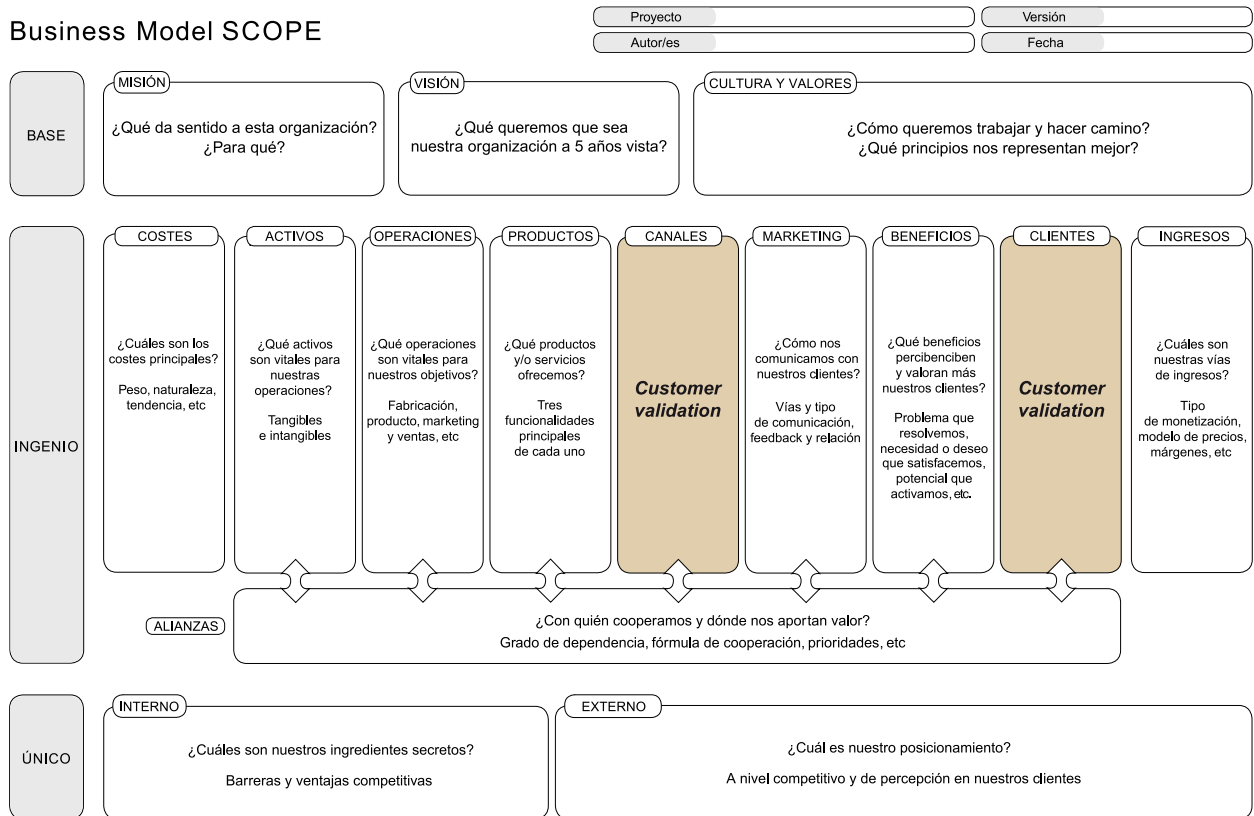 Business Model SCOPE
Proyecto
Versión
Autor/es
Fecha
BASE
MISIÓN
¿Qué da sentido a esta organización?
¿Para qué?
VISIÓN
¿Qué queremos que sea
nuestra organización a 5 años vista?
CULTURA Y VALORES
¿Cómo queremos trabajar y hacer camino?
¿Qué principios nos representan mejor?
INGENIO
COSTES
¿Cuáles son los
costes principales?
Peso, naturaleza,
tendencia, etc
ACTIVOS
¿Qué activos
son vitales para
nuestras
operaciones?
Tangibles
e intangibles
OPERACIONES
¿Qué operaciones
son vitales para
nuestros objetivos?
Fabricación,
producto, marketing
y ventas, etc
PRODUCTOS
¿Qué productos
y/o servicios
ofrecemos?
Tres
funcionalidades
principales
de cada uno
CANALES
Customer
validation
MARKETING
¿Cómo nos
comunicamos con
nuestros clientes?
Vías y tipo
de comunicación,
feedback y relación
BENEFICIOS
¿Qué beneficios
percibenciben
y valoran más
nuestros clientes?
Problema que
resolvemos,
necesidad o deseo
que satisfacemos,
potencial que
activamos, etc.
CLIENTES
Customer
validation
INGRESOS
¿Cuáles son
nuestras vías
de ingresos?
Tipo
de monetización,
modelo de precios,
márgenes, etc
ALIANZAS
¿Con quién cooperamos y dónde nos aportan valor?
Grado de dependencia, fórmula de cooperación, prioridades, etc
ÚNICO
INTERNO
¿Cuáles son nuestros ingredientes secretos?
Barreras y ventajas competitivas
EXTERNO
¿Cuál es nuestro posicionamiento?
A nivel competitivo y de percepción en nuestros clientes